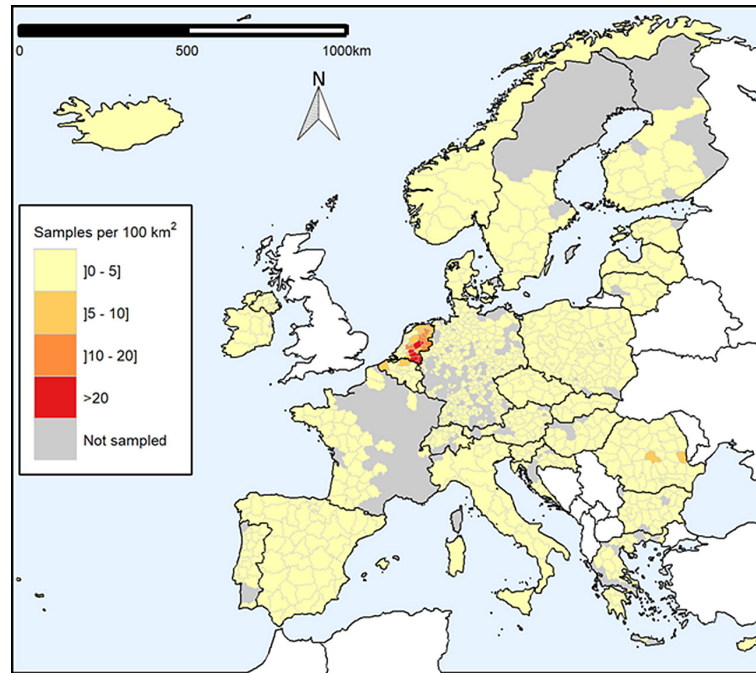 0 500 1000km
N
Samples per 100 km²
]0 - 5]
]5 - 10]
]10 - 20]
>20
Not sampled